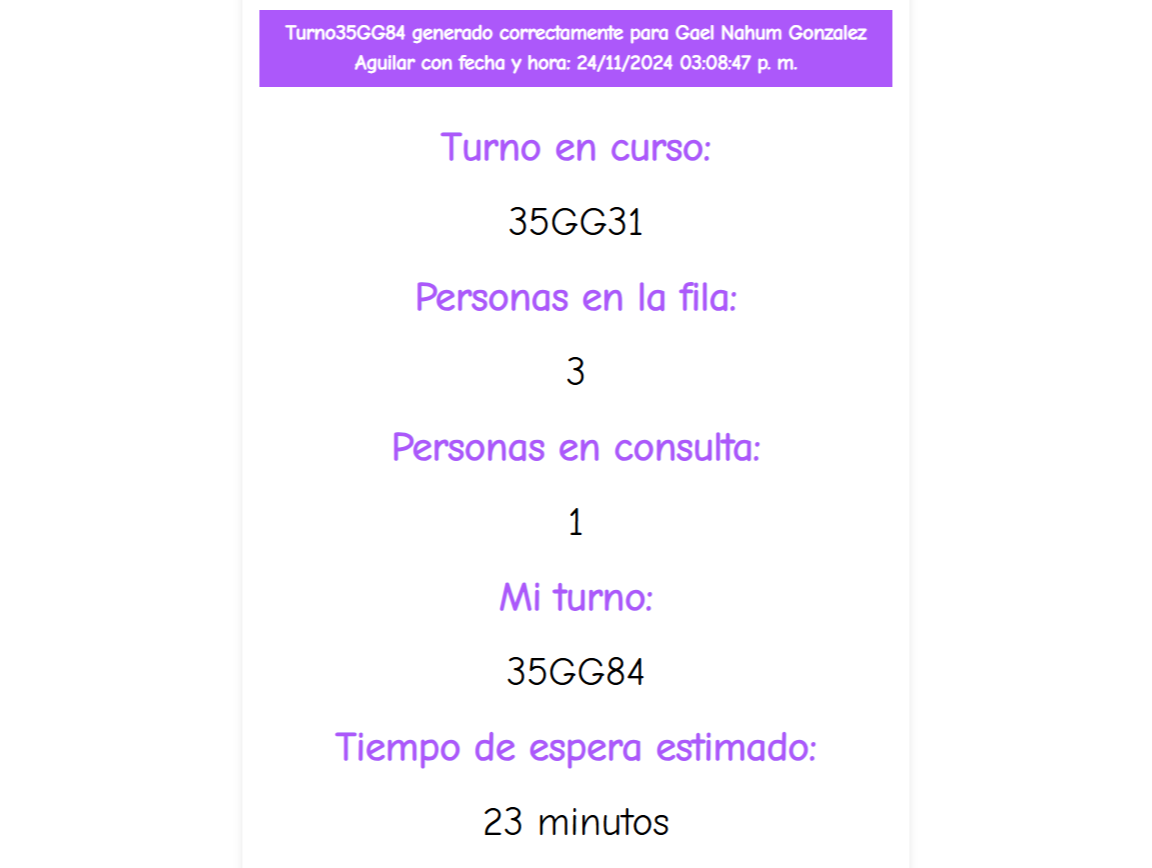 Turno35GG84 generado correctamente para Gael Nahum Gonzalez
Aguilar con fecha y hora: 24/11/2024 03:08:47 p. m.
Turno en curso:
35GG31
Personas en la fila:
3
Personas en consulta:
1
Mi turno:
35GG84
Tiempo de espera estimado:
23 minutos